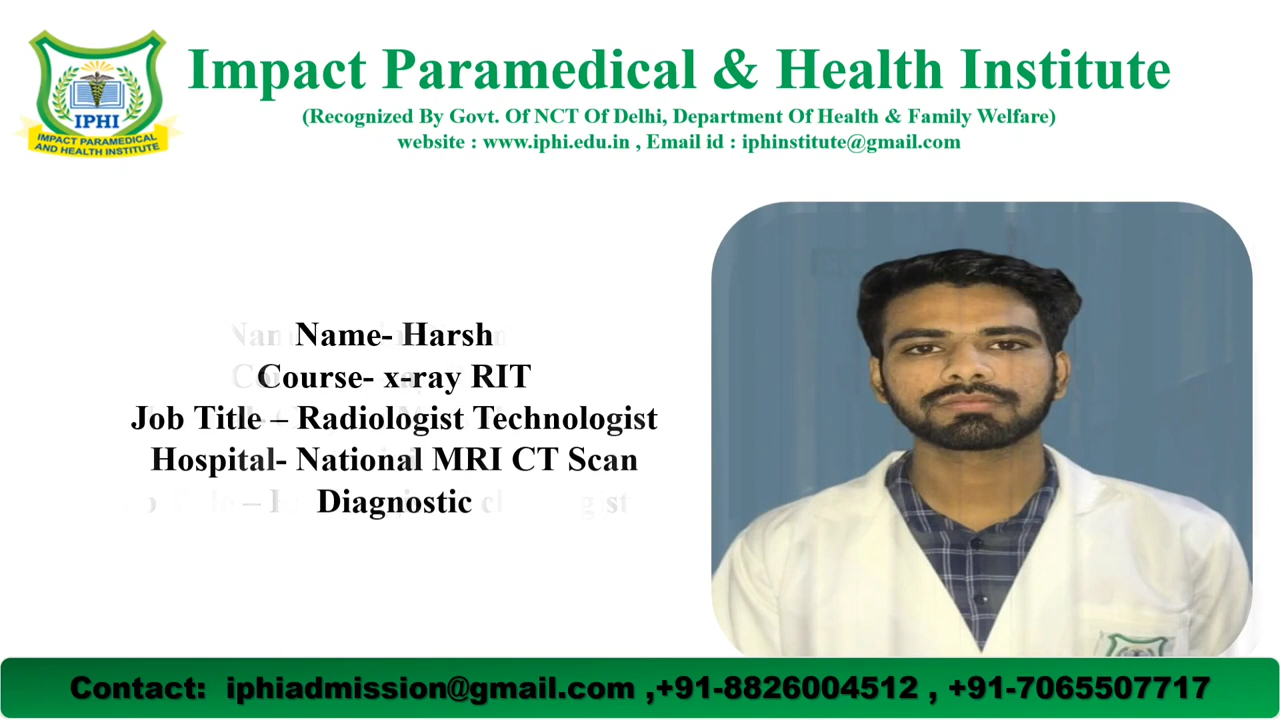 Impact Paramedical & Health Institute
(Recognized By Govt. Of NCT Of Delhi, Department Of Health & Family Welfare)
website : www.iphi.edu.in , Email id : iphinstitute@gmail.com
IPHI
IMPACT PARAMEDICAL
AND HEALTH INSTITUTE
Name- Harsh
Course- x-ray RIT
Job Title – Radiologist Technologist
Hospital- National MRI CT Scan
Diagnostic
Contact: iphiadmission@gmail.com ,+91-8826004512 , +91-7065507717